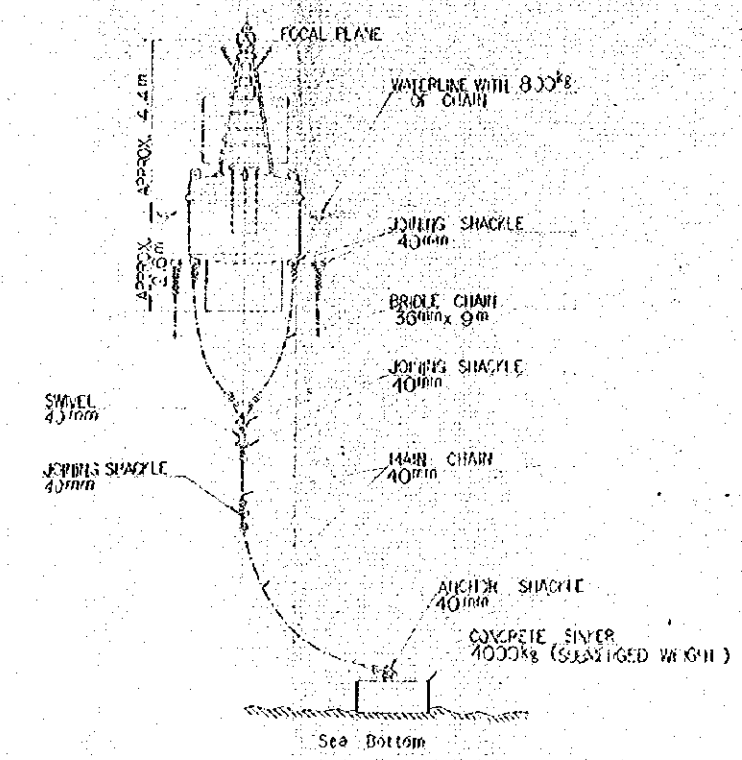 FOCAL PLANE
WATERLINE WITH 800kg
OF CHAIN
APPROX. 4.4m
JOINING SHACKLE
40mm
APPROX
BRIDLE CHAIN
36mm x 9m
JOINING SHACKLE
40mm
SWIVEL
40mm
MAIN CHAIN
40mm
JOINING SHACKLE
40mm
ANCHOR SHACKLE
40mm
CONCRETE SINKER
4000kg (SUBMERGED WEIGHT)
Sea Bottom